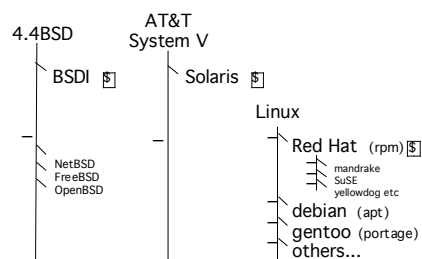 4.4BSD
AT&T
System V
BSDI $
Solaris $
Linux
Red Hat (rpm) $
mandrake
SuSE
yellowdog etc
NetBSD
FreeBSD
OpenBSD
debian (apt)
gentoo (portage)
others...